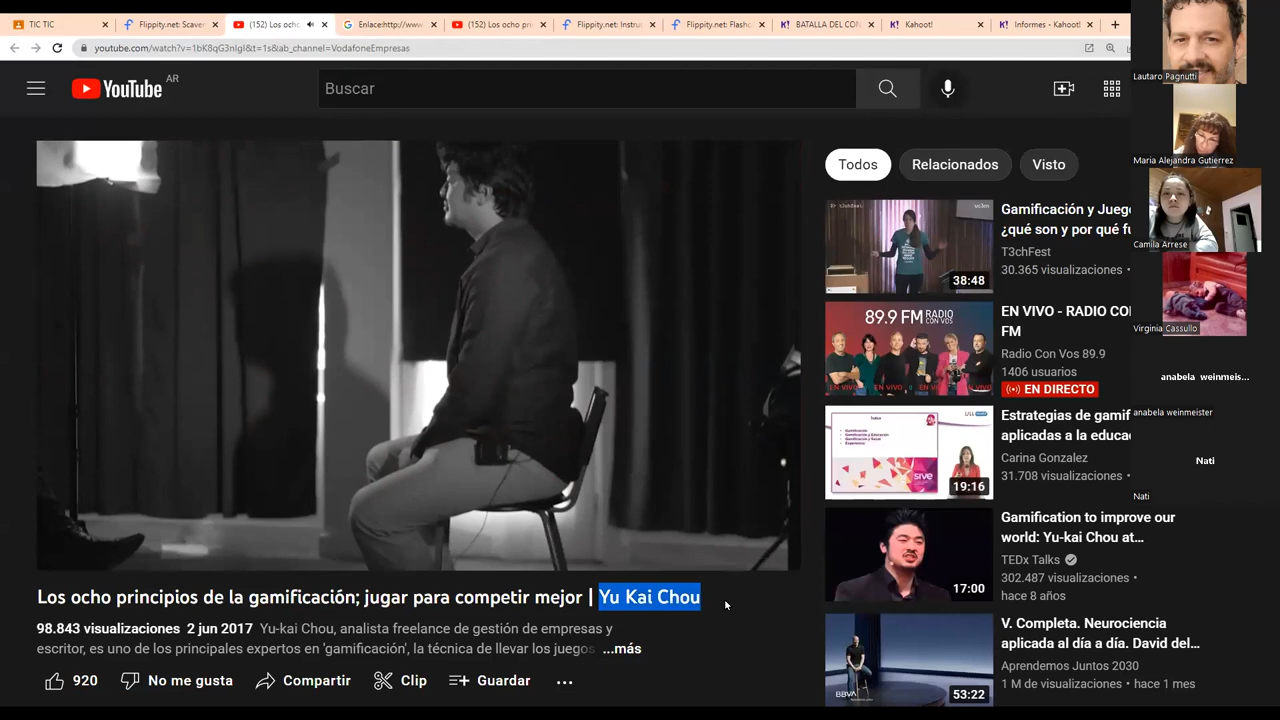 TIC TIC
Flippity.net: Scaven
(152) Los ocho
Enlace:http://www
(152) Los ocho pri
Flippity.net: Instru
Flippity.net: Flashc
BATALLA DEL CON
Kahoot!
Informes - Kahoot!
youtube.com/watch?v=1bK8qG3nIgI&t=1s&ab_channel=VodafoneEmpresas
YouTube AR
Buscar
Todos
Relacionados
Visto
Gamificación y Jueg
¿qué son y por qué fu
T3chFest
30.365 visualizaciones •
38:48
EN VIVO - RADIO CON
FM
Radio Con Vos 89.9
1406 usuarios
EN DIRECTO
89.9 FM RADIO
CON VOS
EN VIVO
Estrategias de gamif
aplicadas a la educa
Carina Gonzalez
31.708 visualizaciones •
19:16
Gamification to improve our
world: Yu-kai Chou at...
TEDx Talks
302.487 visualizaciones •
hace 8 años
17:00
V. Completa. Neurociencia
aplicada al día a día. David del...
Aprendemos Juntos 2030
1 M de visualizaciones • hace 1 mes
BBVA
53:22
Los ocho principios de la gamificación; jugar para competir mejor | Yu Kai Chou
98.843 visualizaciones 2 jun 2017 Yu-kai Chou, analista freelance de gestión de empresas y
escritor, es uno de los principales expertos en 'gamificación', la técnica de llevar los juegos ...más
920
No me gusta
Compartir
Clip
Guardar
Lautaro Pagnutti
Maria Alejandra Gutierrez
Camila Arrese
Virginia Cassullo
anabela weinmeis...
anabela weinmeister
Nati
Nati